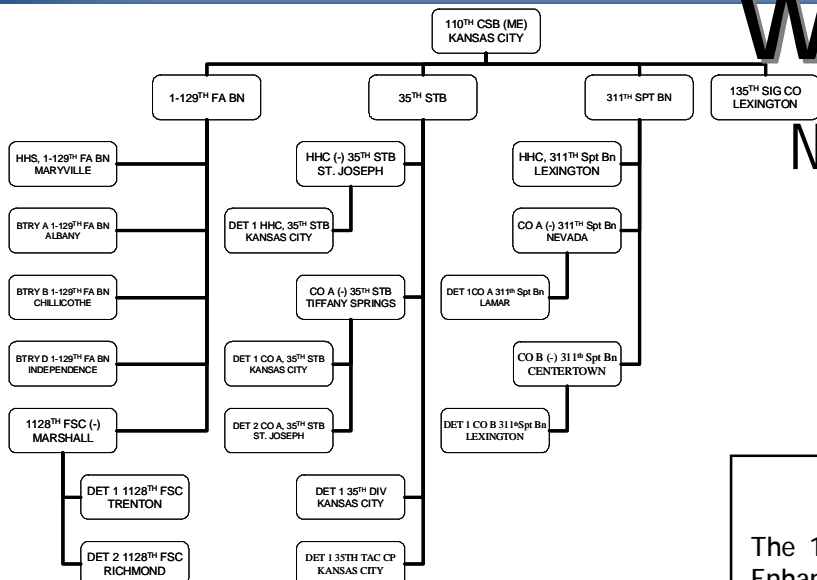 110TH CSB (ME)
KANSAS CITY
W
1-129TH FA BN
35TH STB
311TH SPT BN
135TH SIG CO
LEXINGTON
N
HHS, 1-129TH FA BN
MARYVILLE
HHC (-) 35TH STB
ST. JOSEPH
HHC, 311TH Spt Bn
LEXINGTON
BTRY A 1-129TH FA BN
ALBANY
DET 1 HHC, 35TH STB
KANSAS CITY
CO A (-) 311TH Spt Bn
NEVADA
BTRY B 1-129TH FA BN
CHILLICOTHE
CO A (-) 35TH STB
TIFFANY SPRINGS
DET 1CO A 311th Spt Bn
LAMAR
BTRY D 1-129TH FA BN
INDEPENDENCE
DET 1 CO A, 35TH STB
KANSAS CITY
CO B (-) 311th Spt Bn
CENTERTOWN
1128TH FSC (-)
MARSHALL
DET 2 CO A, 35TH STB
ST. JOSEPH
DET 1 CO B 311thSpt Bn
LEXINGTON
DET 1 1128TH FSC
TRENTON
DET 1 35TH DIV
KANSAS CITY
DET 2 1128TH FSC
RICHMOND
DET 1 35TH TAC CP
KANSAS CITY
The 1
Enhan